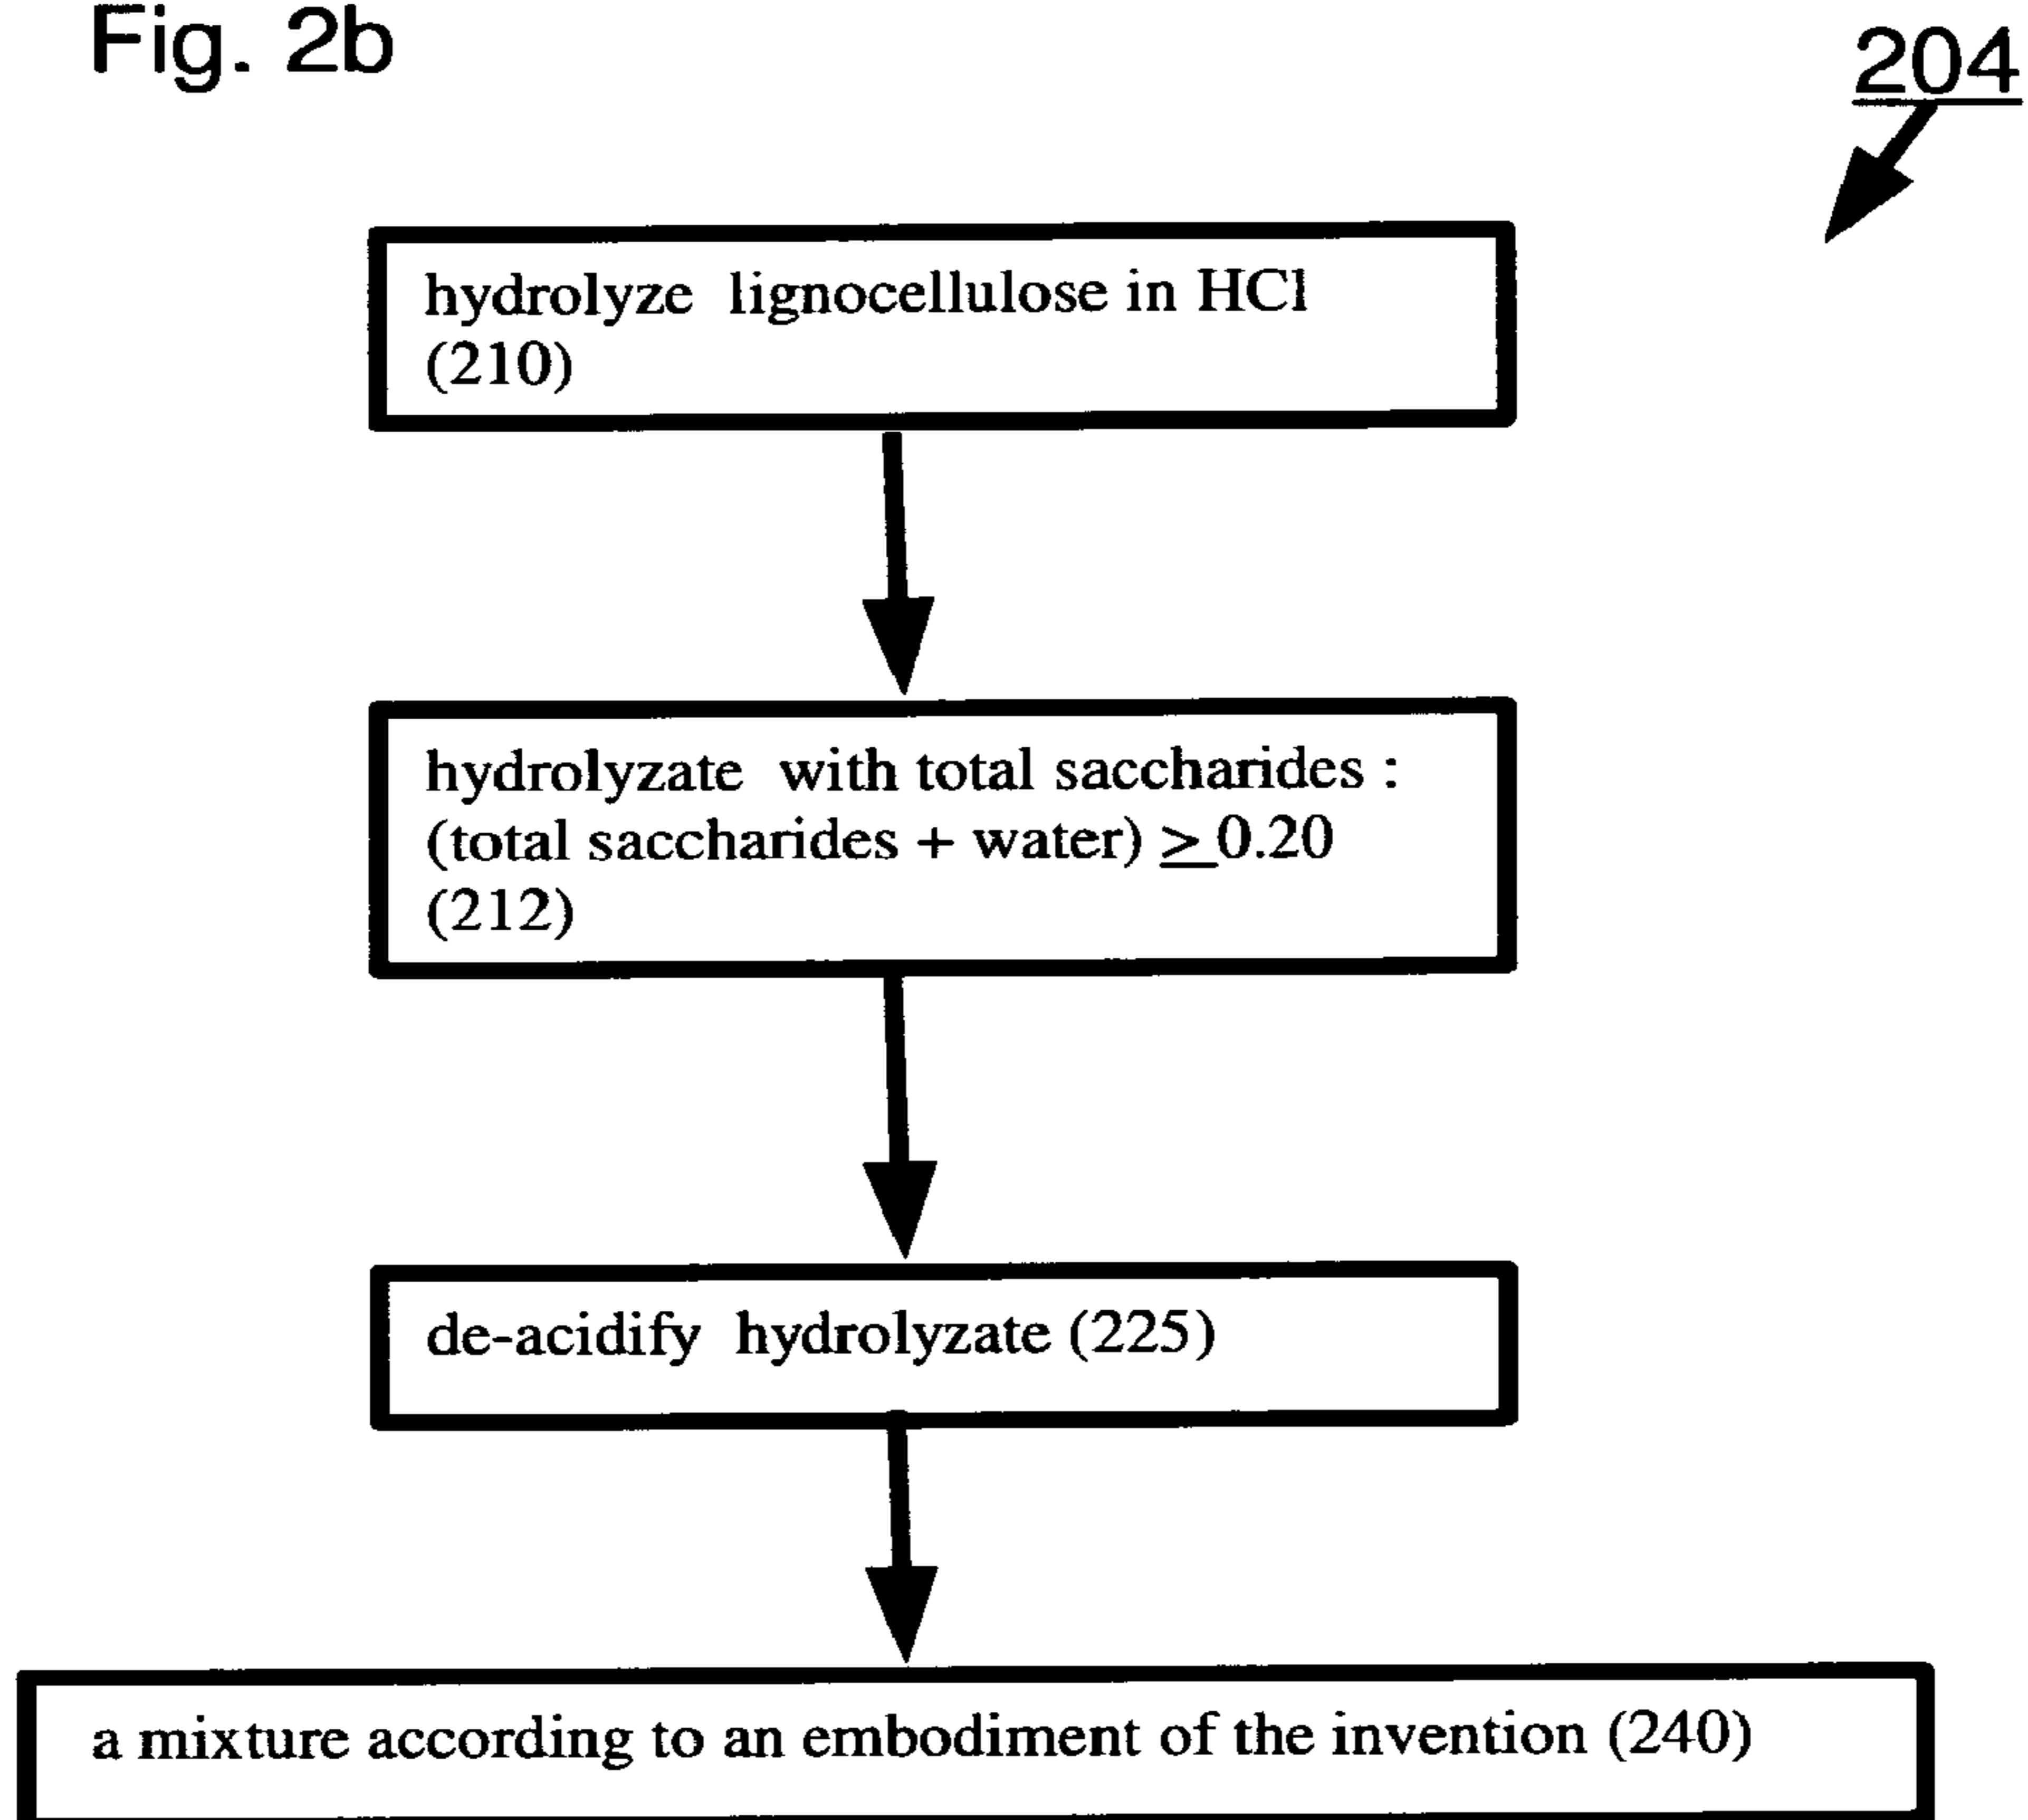 Fig. 2b
204
hydrolyze lignocellulose in HCl
(210)
hydrolyzate with total saccharides :
(total saccharides + water) ≥ 0.20
(212)
de-acidify hydrolyzate (225)
a mixture according to an embodiment of the invention (240)